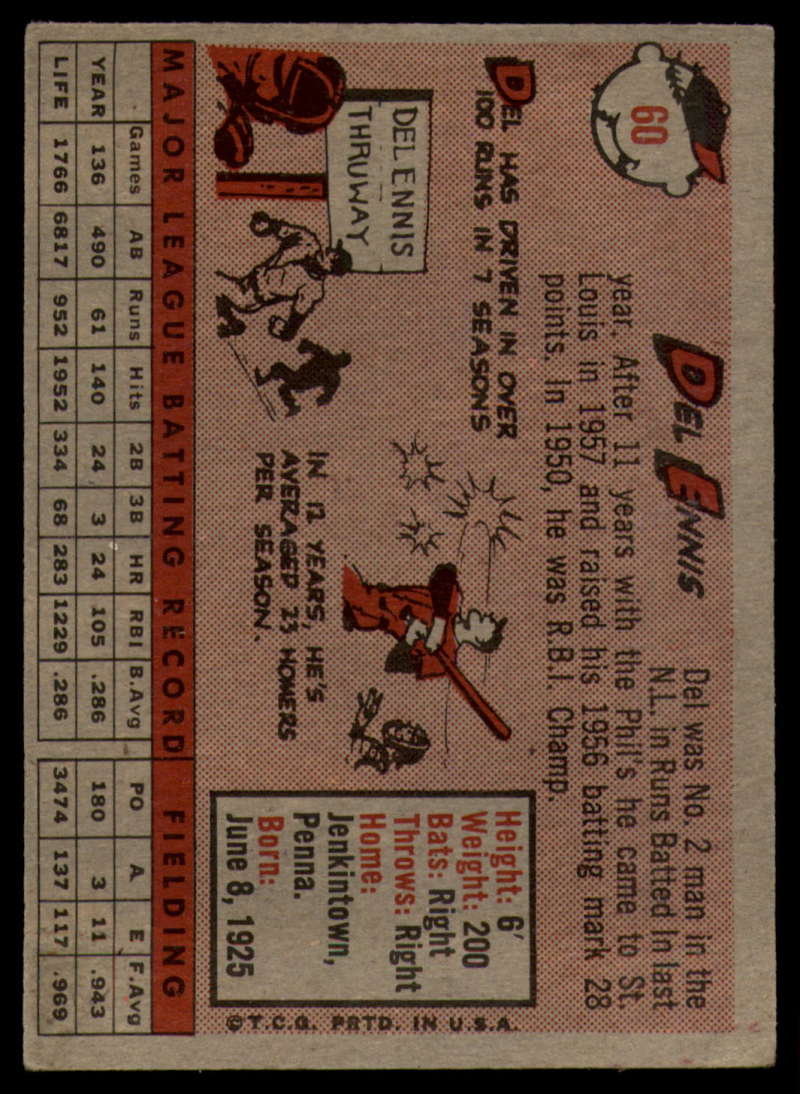 60
DEL ENNIS
Del was No. 2 man in the
N.L. in Runs Batted In last
year. After 11 years with the Phil's he came to St.
Louis in 1957 and raised his 1956 batting mark 28
points. In 1950, he was R.B.I. Champ.
DEL HAS DRIVEN IN OVER
100 RUNS IN 7 SEASONS
DEL ENNIS
THRUWAY
IN 12 YEARS, HE'S
AVERAGED 23 HOMERS
PER SEASON.
Height: 6'
Weight: 200
Bats: Right
Throws: Right
Home:
Jenkintown,
Penna.
Born:
June 8, 1925
© T.C.G. PRTD. IN U.S.A.
MAJOR LEAGUE BATTING RECORD FIELDING
Games AB Runs Hits 2B 3B HR RBI B.Avg PO A E F.Avg
YEAR 136 490 61 140 24 3 24 105 .286 180 3 11 .943
LIFE 1766 6817 952 1952 334 68 283 1229 .286 3474 137 117 .969